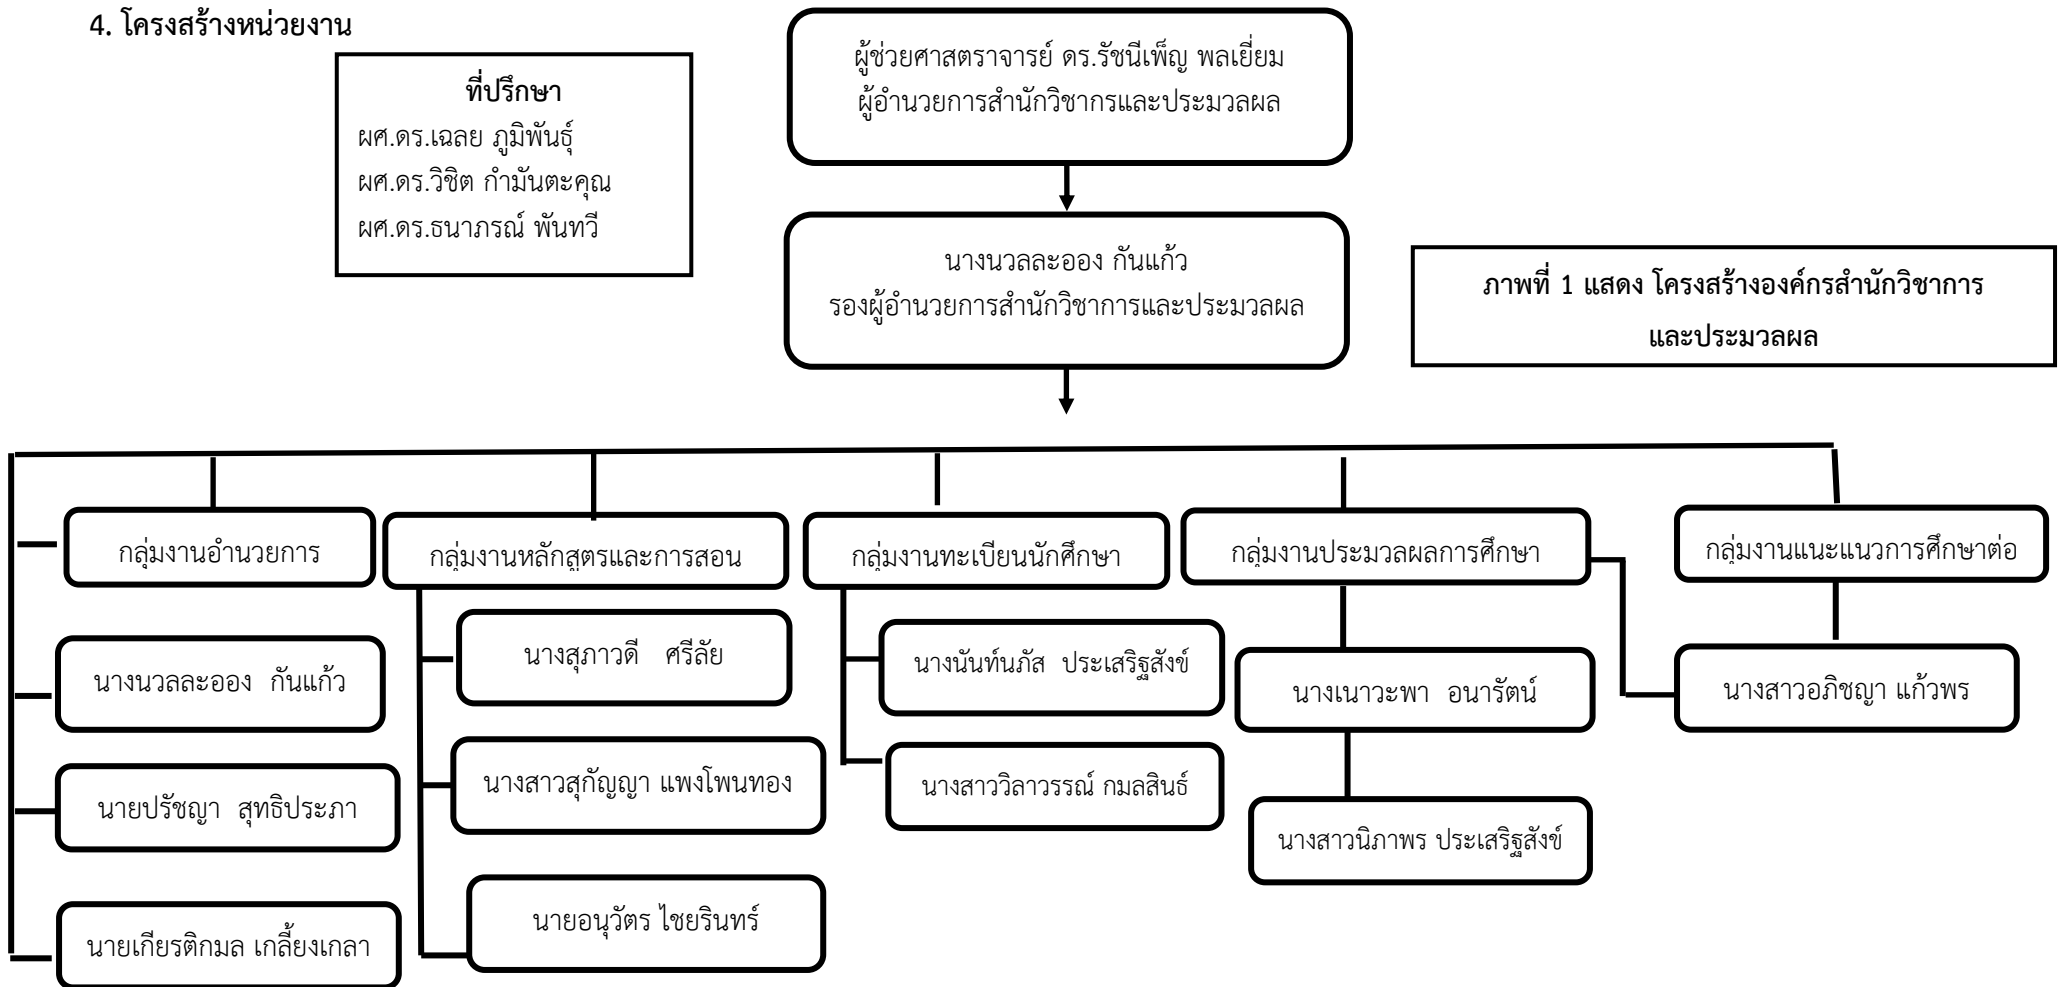 4. โครงสร้างหน่วยงาน
ผู้ช่วยศาสตราจารย์ ดร.รัชนีเพ็ญ พลเยี่ยม
ผู้อำนวยการสำนักวิชากรและประมวลผล
ที่ปรึกษา
ผศ.ดร.เฉลย ภูมิพันธุ์
ผศ.ดร.วิชิต กำมันตะคุณ
ผศ.ดร.ธนาภรณ์ พันทวี
นางนวลละออง กันแก้ว
รองผู้อำนวยการสำนักวิชาการและประมวลผล
ภาพที่ 1 แสดง โครงสร้างองค์กรสำนักวิชาการ
และประมวลผล
กลุ่มงานอำนวยการ
กลุ่มงานหลักสูตรและการสอน
กลุ่มงานทะเบียนนักศึกษา
กลุ่มงานประมวลผลการศึกษา
กลุ่มงานแนะแนวการศึกษาต่อ
นางนวลละออง กันแก้ว
นางสุภาวดี ศรีลัย
นางนันท์นภัส ประเสริฐสังข์
นางเนาวะพา อนารัตน์
นางสาวอภิชญา แก้วพร
นายปรัชญา สุทธิประภา
นางสาวสุกัญญา แพงโพนทอง
นางสาววิลาวรรณ์ กมลสินธ์
นางสาวนิภาพร ประเสริฐสังข์
นายเกียรติกมล เกลี้ยงเกลา
นายอนุวัตร ไชยรินทร์